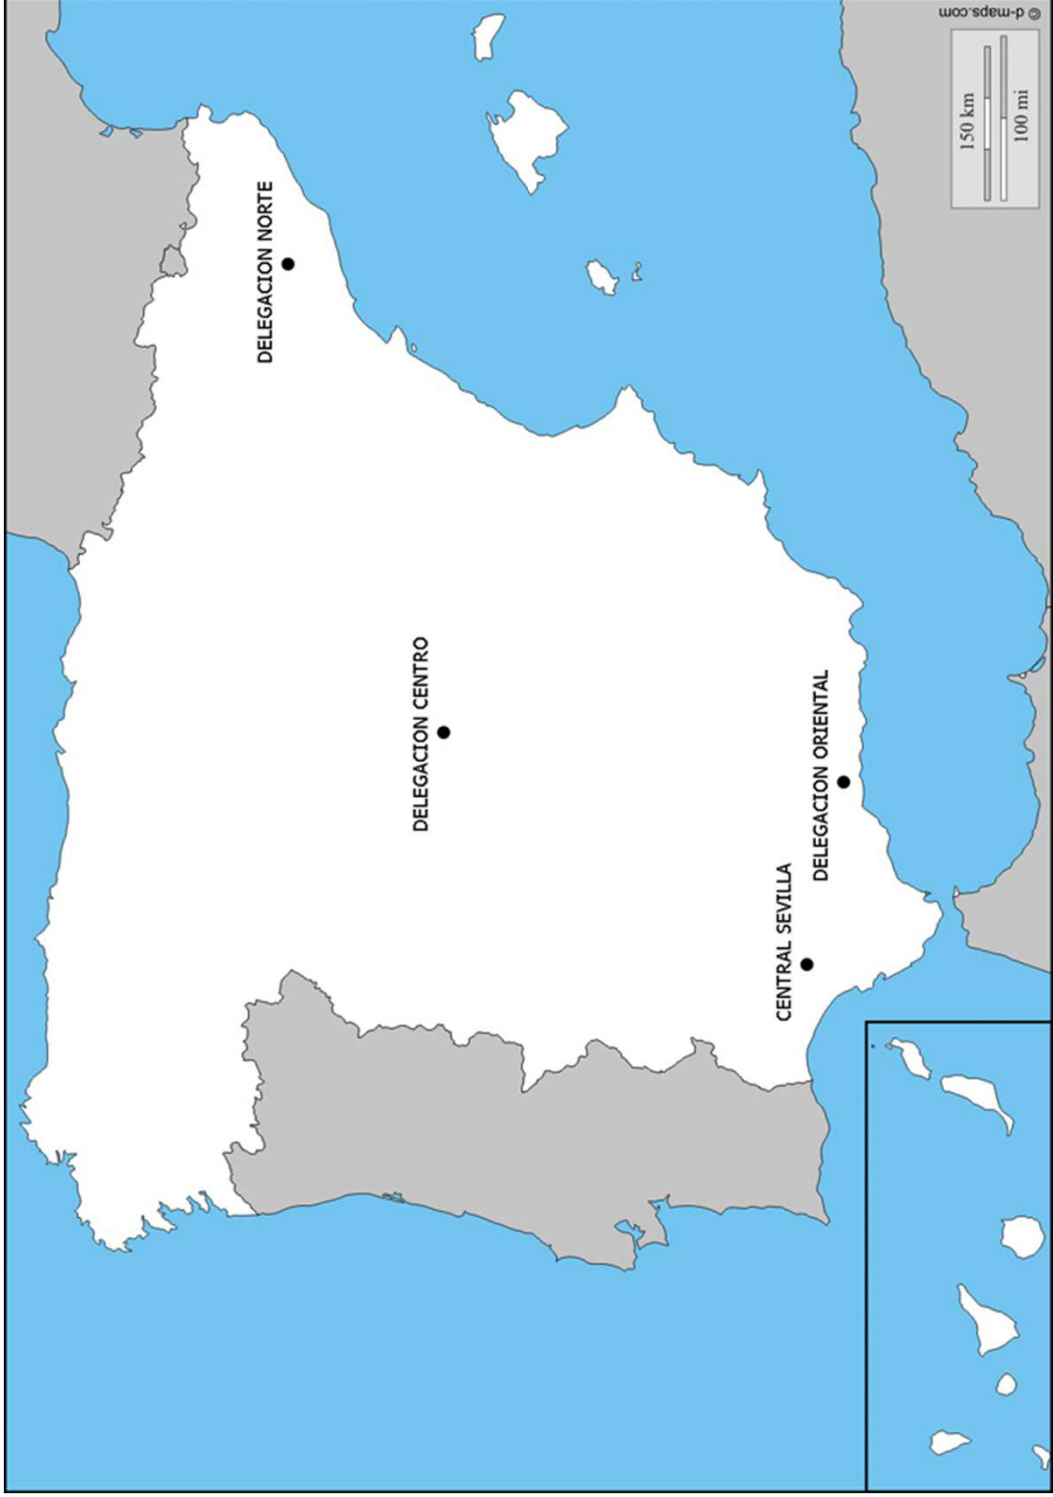 © d-maps.com
150 km
100 mi
DELEGACION NORTE
DELEGACION CENTRO
DELEGACION ORIENTAL
CENTRAL SEVILLA